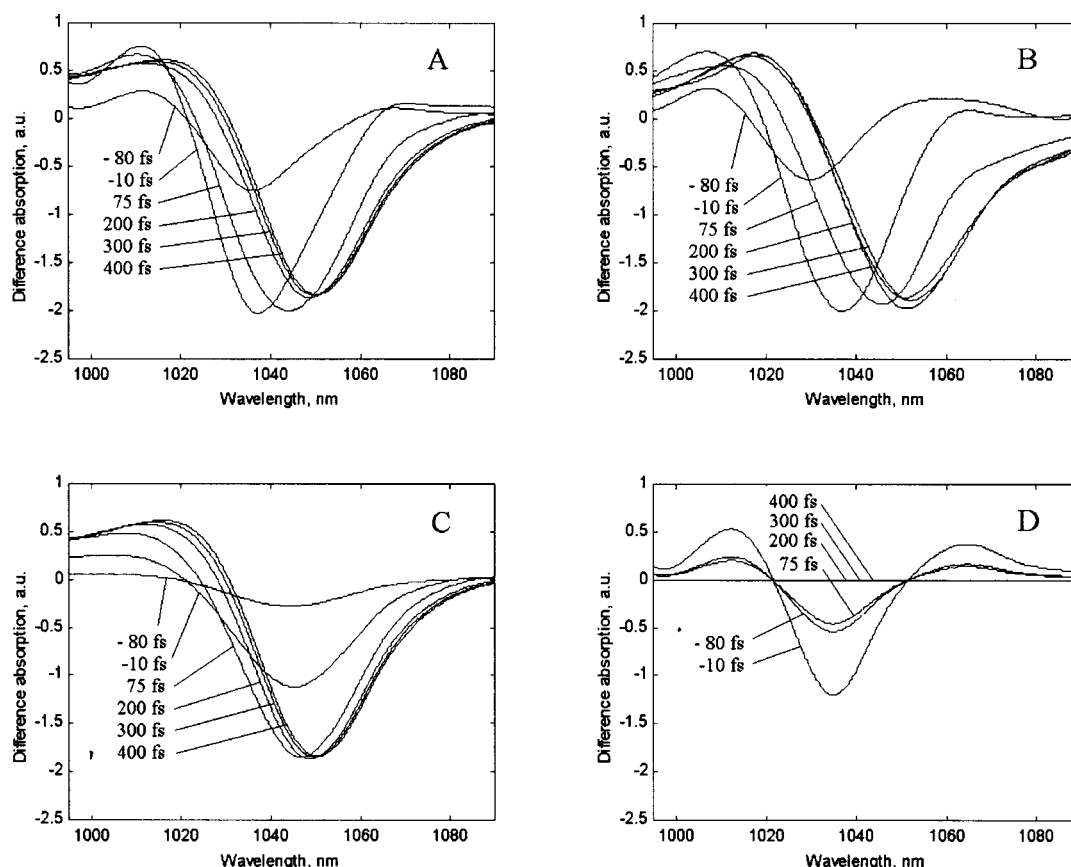 A
1
0.5
0
-0.5
-1
-1.5
-2
-2.5
Difference absorption, a.u.
- 80 fs
-10 fs
75 fs
200 fs
300 fs
400 fs
1000 1020 1040 1060 1080
Wavelength, nm
B
1
0.5
0
-0.5
-1
-1.5
-2
-2.5
Difference absorption, a.u.
- 80 fs
-10 fs
75 fs
200 fs
300 fs
400 fs
1000 1020 1040 1060 1080
Wavelength, nm
C
1
0.5
0
-0.5
-1
-1.5
-2
-2.5
Difference absorption, a.u.
- 80 fs
-10 fs
75 fs
200 fs
300 fs
400 fs
1000 1020 1040 1060 1080
Wavelength, nm
D
1
0.5
0
-0.5
-1
-1.5
-2
-2.5
Difference absorption, a.u.
400 fs
300 fs
200 fs
75 fs
- 80 fs
-10 fs
1000 1020 1040 1060 1080
Wavelength, nm